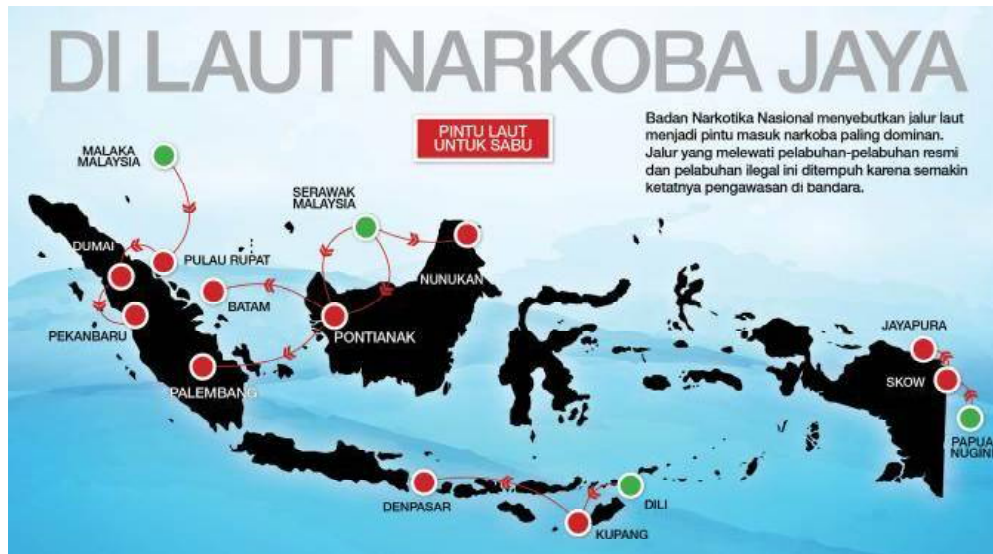 DI LAUT NARKOBA JAYA
PINTU LAUT
UNTUK SABU
Badan Narkotika Nasional menyebutkan jalur laut
menjadi pintu masuk narkoba paling dominan.
Jalur yang melewati pelabuhan-pelabuhan resmi
dan pelabuhan ilegal ini ditempuh karena semakin
ketatnya pengawasan di bandara.
MALAKA
MALAYSIA
SERAWAK
MALAYSIA
DUMAI
PULAU RUPAT
NUNUKAN
BATAM
PEKANBARU
PONTIANAK
JAYAPURA
PALEMBANG
SKOW
PAPUA
NUGINI
DENPASAR
DILI
KUPANG